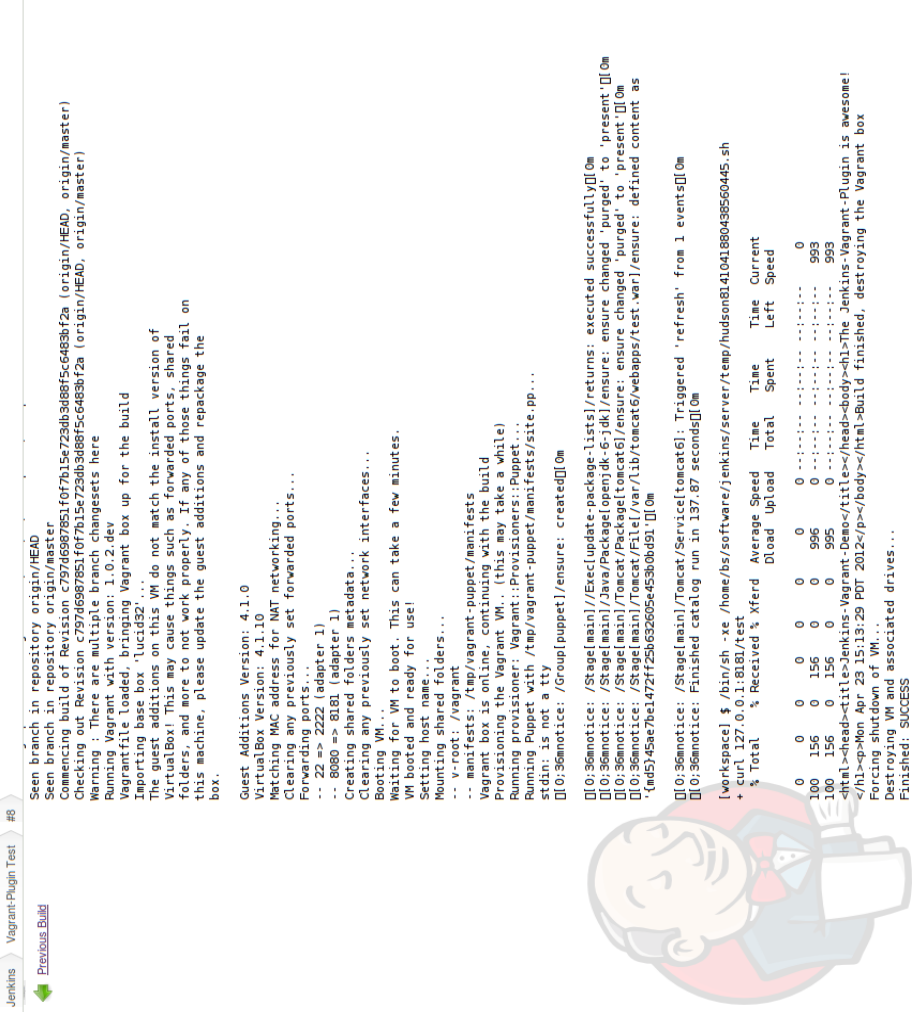 Jenkins Vagrant-Plugin Test #8
Previous Build
Seen branch in repository origin/HEAD
Seen branch in repository origin/master
Commencing build of Revision c797d6987851f0f7b15e723db3d88f5c6483bf2a (origin/HEAD, origin/master)
Checking out Revision c797d6987851f0f7b15e723db3d88f5c6483bf2a (origin/HEAD, origin/master)
Warning : There are multiple branch changesets here
Running Vagrant with version: 1.0.2.dev
Vagrantfile loaded, bringing Vagrant box up for the build
Importing base box 'lucid32' ...
The guest additions on this VM do not match the install version of
VirtualBox! This may cause things such as forwarded ports, shared
folders, and more to not work properly. If any of those things fail on
this machine, please update the guest additions and repackage the
box.
Guest Additions Version: 4.1.0
VirtualBox Version: 4.1.10
Matching MAC address for NAT networking...
Clearing any previously set forwarded ports...
Forwarding ports...
-- 22 => 2222 (adapter 1)
-- 8080 => 8181 (adapter 1)
Creating shared folders metadata...
Clearing any previously set network interfaces...
Booting VM...
Waiting for VM to boot. This can take a few minutes.
VM booted and ready for use!
Setting host name...
Mounting shared folders...
-- v-root: /vagrant
-- manifests: /tmp/vagrant-puppet/manifests
Vagrant box is online, continuing with the build
Provisioning the Vagrant VM.. (this may take a while)
Running provisioner: Vagrant::Provisioners::Puppet...
Running Puppet with /tmp/vagrant-puppet/manifests/site.pp...
stdin: is not a tty
[0;36mnotice: /Group[puppet]/ensure: created[0m
[0;36mnotice: /Stage[main]//Exec[update-package-lists]/returns: executed successfully[0m
[0;36mnotice: /Stage[main]/Java/Package[openjdk-6-jdk]/ensure: ensure changed 'purged' to 'present'[0m
[0;36mnotice: /Stage[main]/Tomcat/Package[tomcat6]/ensure: ensure changed 'purged' to 'present'[0m
[0;36mnotice: /Stage[main]/Tomcat/File[/var/lib/tomcat6/webapps/test.war]/ensure: defined content as
'{md5}45ae7be1472ff25b632605e453b0bd91'[0m
[0;36mnotice: /Stage[main]/Tomcat/Service[tomcat6]: Triggered 'refresh' from 1 events[0m
[0;36mnotice: Finished catalog run in 137.87 seconds[0m
[workspace] $ /bin/sh -xe /home/bs/software/jenkins/server/temp/hudson8141041880438560445.sh
+ curl 127.0.0.1:8181/test
% Total % Received % Xferd Average Speed Time Time Time Current
Dload Upload Total Spent Left Speed
0 0 0 0 0 0 0 0 --:--:-- --:--:-- --:--:-- 0
100 156 0 156 0 0 996 0 --:--:-- --:--:-- --:--:-- 993
100 156 0 156 0 0 995 0 --:--:-- --:--:-- --:--:-- 993
<html><head><title>Jenkins-Vagrant-Demo</title></head><body><h1>The Jenkins-Vagrant-Plugin is awesome!
</h1><p>Mon Apr 23 15:13:29 PDT 2012</p></body></html>Build finished, destroying the Vagrant box
Forcing shutdown of VM...
Destroying VM and associated drives...
Finished: SUCCESS